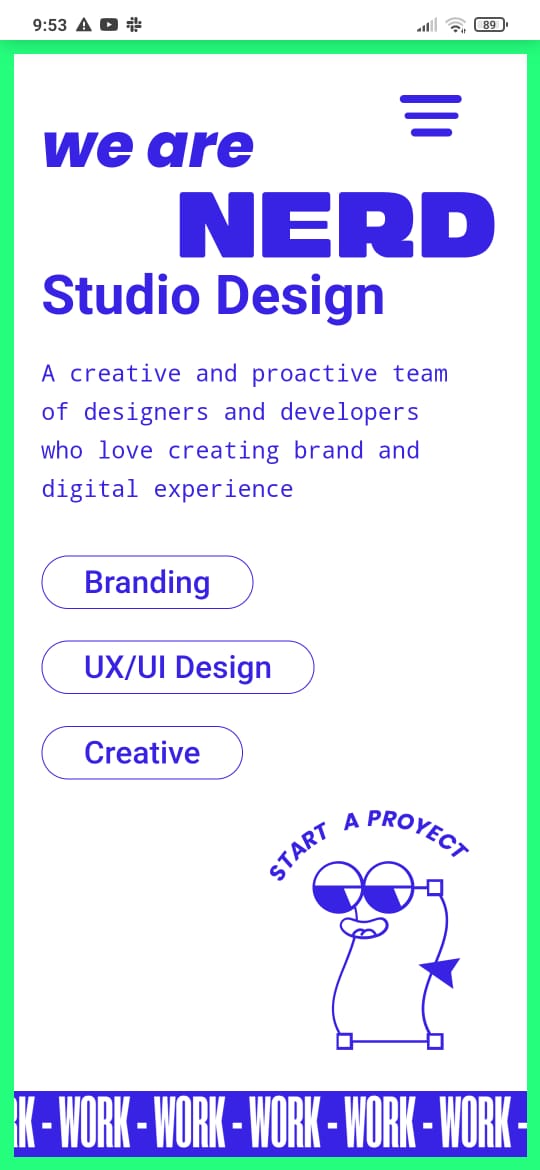 9:53
89
we are
NERD
Studio Design
A creative and proactive team
of designers and developers
who love creating brand and
digital experience
Branding
UX/UI Design
Creative
START A PROYECT
RK - WORK - WORK - WORK - WORK - WORK -